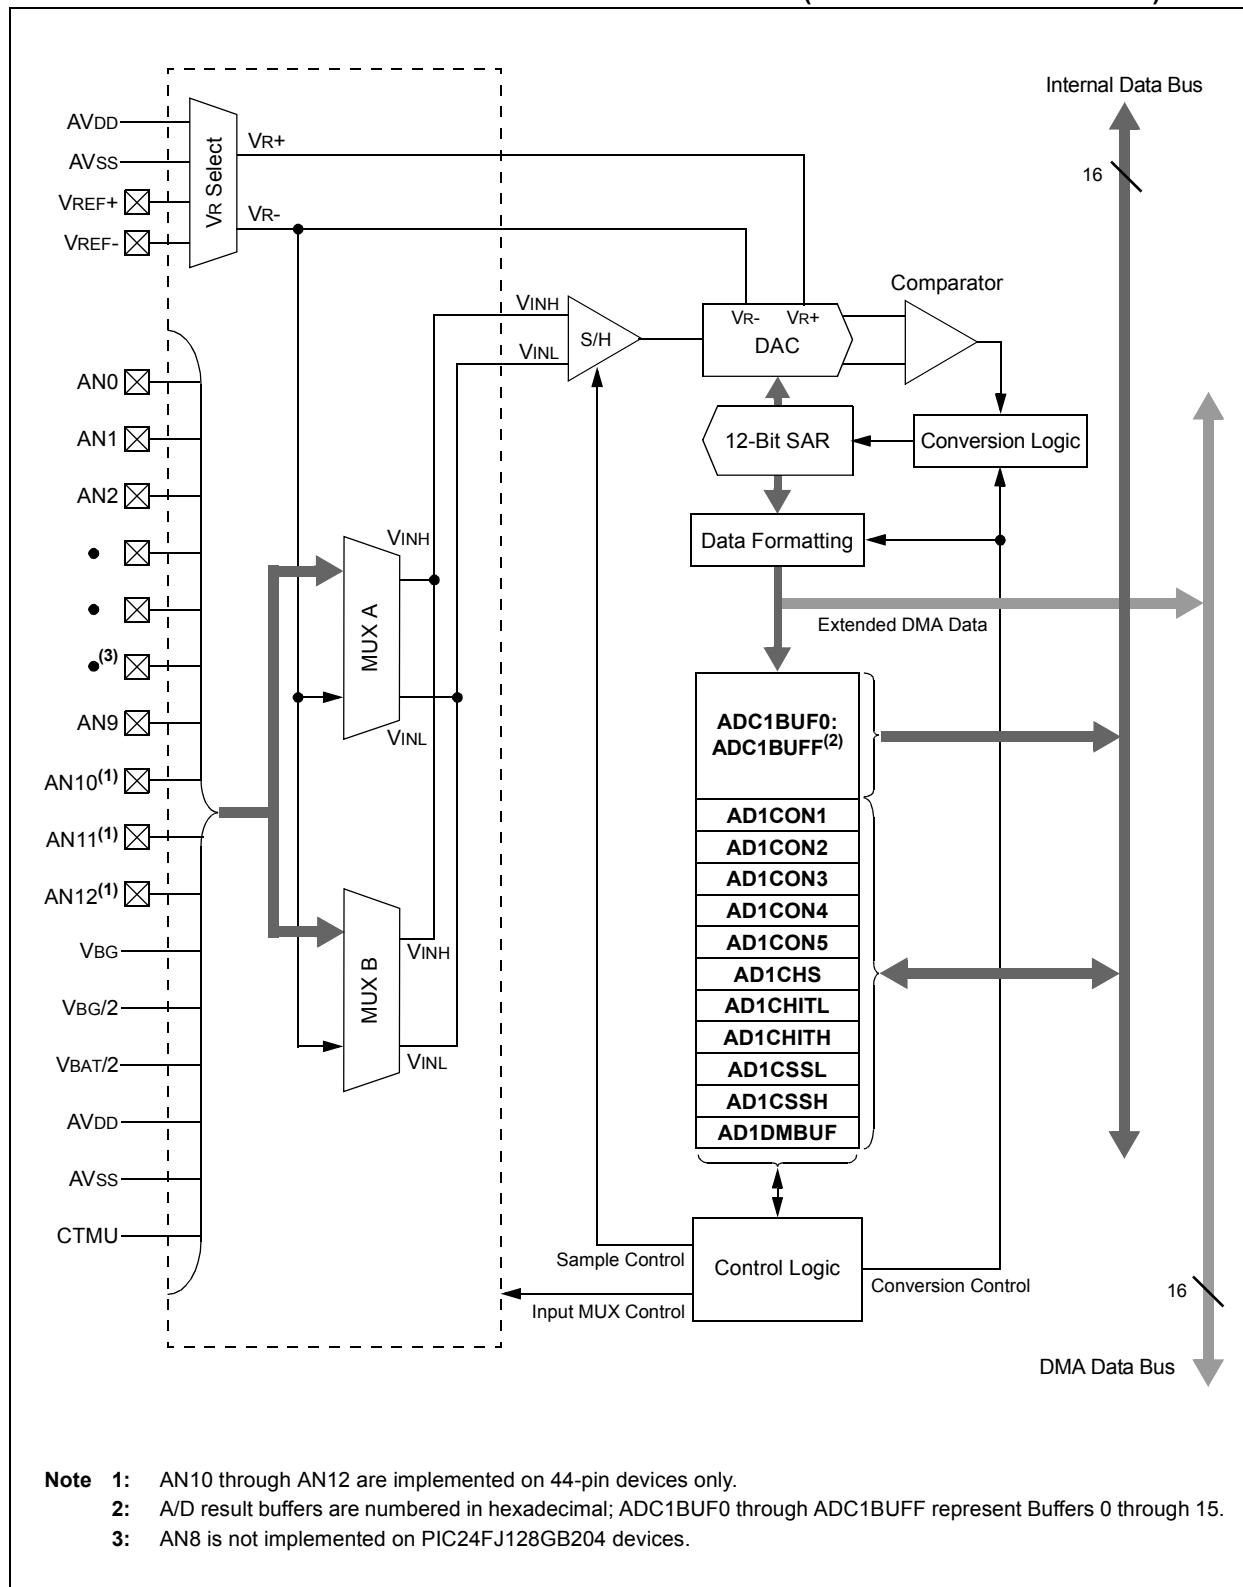 Internal Data Bus
AVDD
AVSS
VREF+
VREF-
VR Select
VR+
VR-
16
Comparator
VINH
VINL
S/H
VR- VR+
DAC
AN0
AN1
AN2
•
•
•(3)
AN9
AN10(1)
AN11(1)
AN12(1)
VBG
VBG/2
VBAT/2
AVDD
AVSS
CTMU
VINH
MUX A
VINL
MUX B
VINH
VINL
12-Bit SAR
Conversion Logic
Data Formatting
Extended DMA Data
ADC1BUF0:
ADC1BUFF(2)
AD1CON1
AD1CON2
AD1CON3
AD1CON4
AD1CON5
AD1CHS
AD1CHITL
AD1CHITH
AD1CSSL
AD1CSSH
AD1DMBUF
Sample Control
Control Logic
Input MUX Control
Conversion Control
16
DMA Data Bus
Note 1: AN10 through AN12 are implemented on 44-pin devices only.
2: A/D result buffers are numbered in hexadecimal; ADC1BUF0 through ADC1BUFF represent Buffers 0 through 15.
3: AN8 is not implemented on PIC24FJ128GB204 devices.